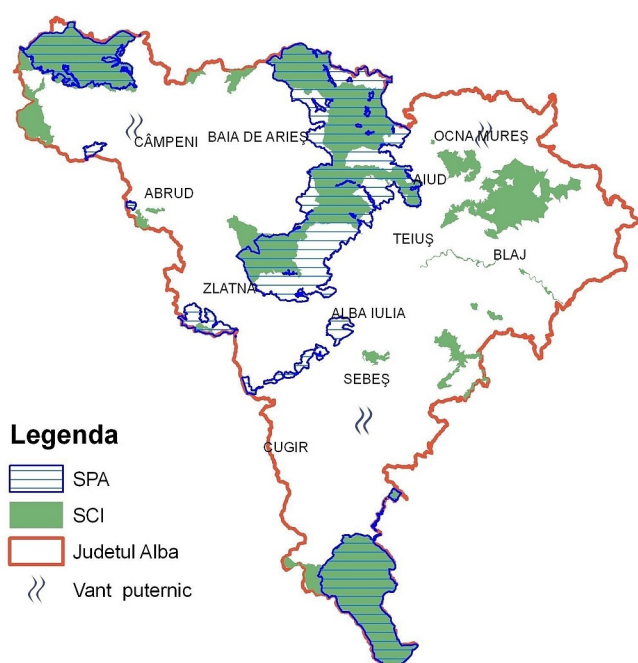 CÂMPENI
BAIA DE ARIEŞ
OCNA MUREŞ
ABRUD
AIUD
TEIUŞ
BLAJ
ZLATNA
ALBA IULIA
SEBEŞ
CUGIR
Legenda
SPA
SCI
Judetul Alba
Vant puternic